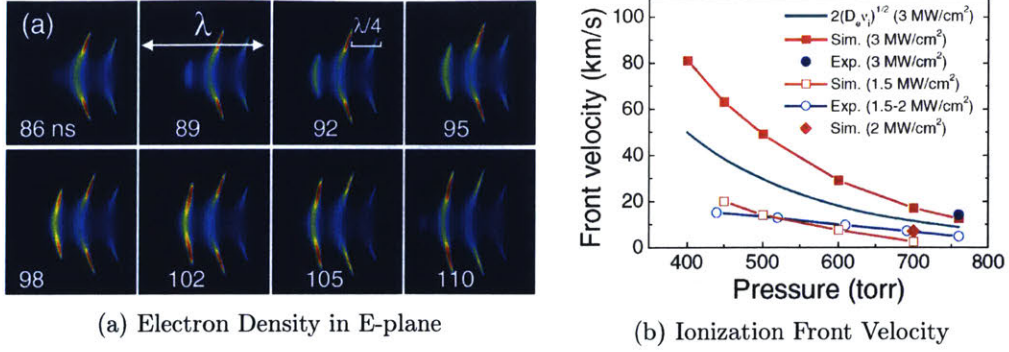 (a)
λ
λ/4
86 ns
89
92
95
98
102
105
110
(a) Electron Density in E-plane
Front velocity (km/s)
100
80
60
40
20
0
2(Dₑνᵢ)¹ᐟ² (3 MW/cm²)
Sim. (3 MW/cm²)
Exp. (3 MW/cm²)
Sim. (1.5 MW/cm²)
Exp. (1.5-2 MW/cm²)
Sim. (2 MW/cm²)
400 500 600 700 800
Pressure (torr)
(b) Ionization Front Velocity